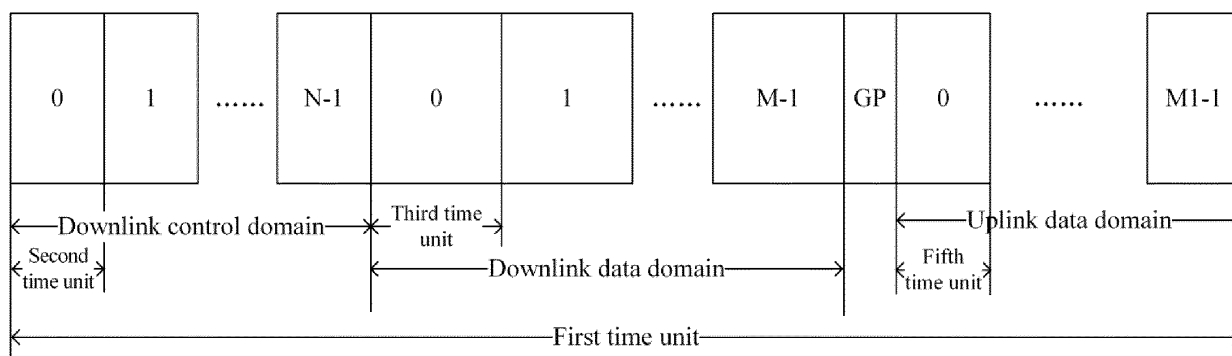 0 1 …… N-1 0 1 …… M-1 GP 0 …… M1-1
Downlink control domain
Third time
unit
Uplink data domain
Second
time unit
Downlink data domain
Fifth
time unit
First time unit